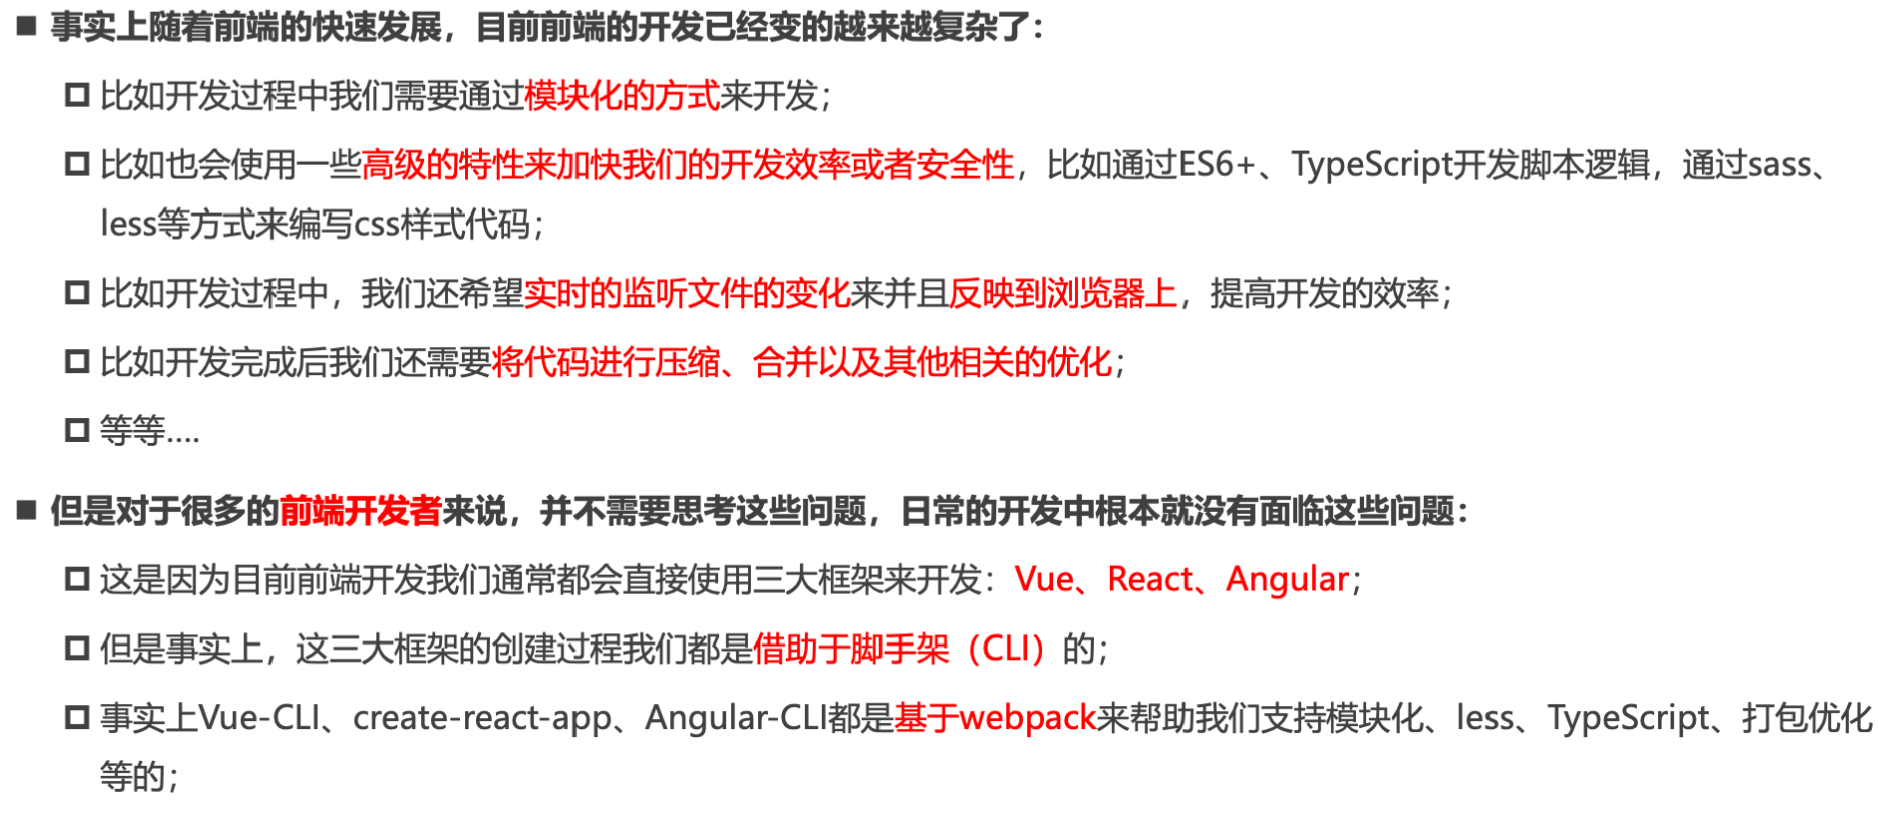 事实上随着前端的快速发展，目前前端的开发已经变的越来越复杂了：
比如开发过程中我们需要通过模块化的方式来开发；
比如也会使用一些高级的特性来加快我们的开发效率或者安全性，比如通过ES6+、TypeScript开发脚本逻辑，通过sass、
less等方式来编写css样式代码；
比如开发过程中，我们还希望实时的监听文件的变化来并且反映到浏览器上，提高开发的效率；
比如开发完成后我们还需要将代码进行压缩、合并以及其他相关的优化；
等等....
但是对于很多的前端开发者来说，并不需要思考这些问题，日常的开发中根本就没有面临这些问题：
这是因为目前前端开发我们通常都会直接使用三大框架来开发：Vue、React、Angular；
但是事实上，这三大框架的创建过程我们都是借助于脚手架（CLI）的；
事实上Vue-CLI、create-react-app、Angular-CLI都是基于webpack来帮助我们支持模块化、less、TypeScript、打包优化
等的；